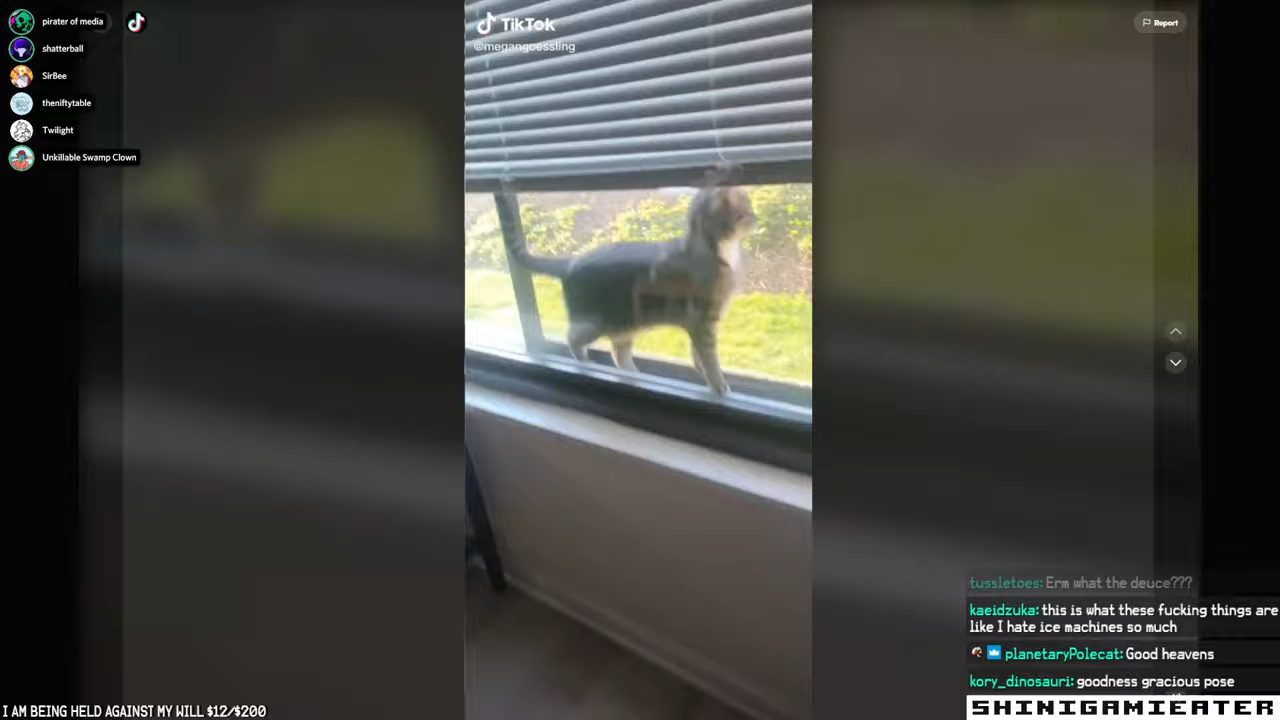 pirater of media
shatterball
SirBee
theniftytable
Twilight
Unkillable Swamp Clown
TikTok
@megangoessling
Report
tussletoes: Erm what the deuce???
kaeidzuka: this is what these fucking things are
like I hate ice machines so much
planetaryPolecat: Good heavens
kory_dinosauri: goodness gracious pose
SHINIGAMIEATER
I AM BEING HELD AGAINST MY WILL $12/$200